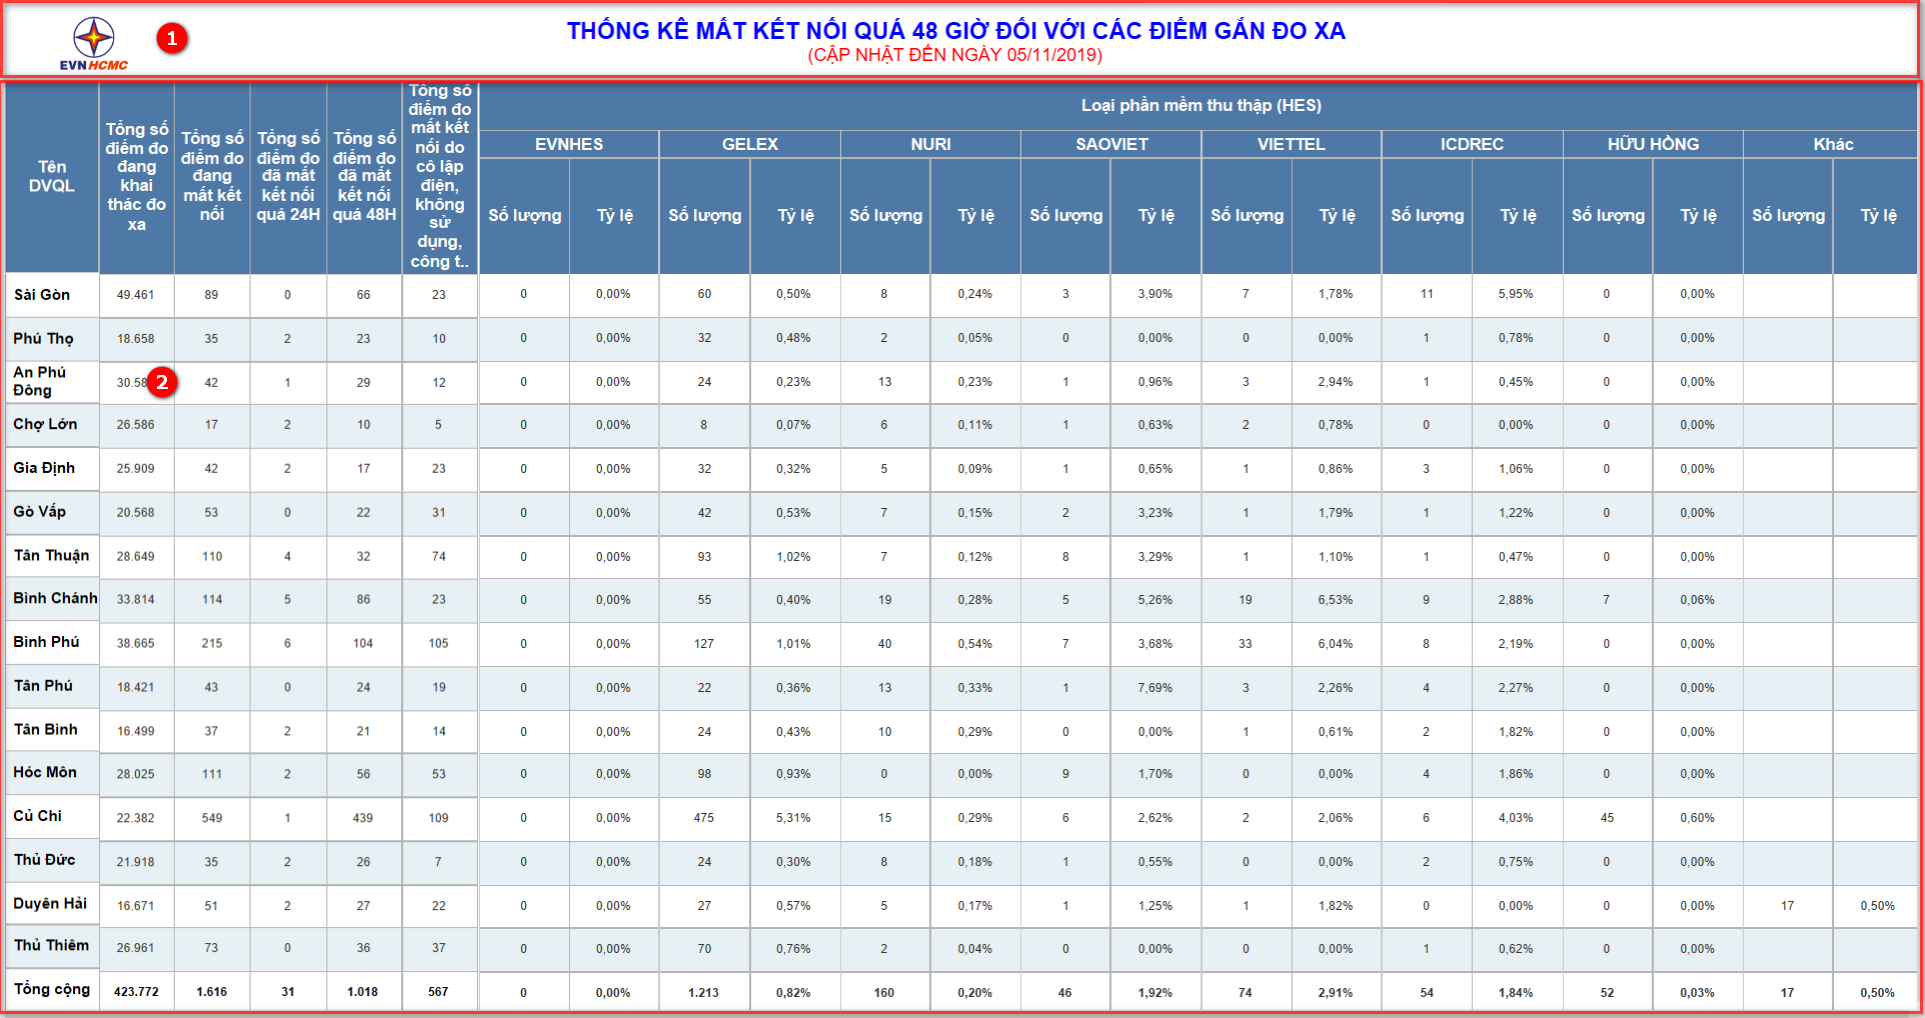 EVNHCMC
1
THỐNG KÊ MẤT KẾT NỐI QUÁ 48 GIỜ ĐỐI VỚI CÁC ĐIỂM GẮN ĐO XA
(CẬP NHẬT ĐẾN NGÀY 05/11/2019)
Tên DVQL
Tổng số điểm đo đang khai thác đo xa
Tổng số điểm đo đang mất kết nối
Tổng số điểm đo đã mất kết nối quá 24H
Tổng số điểm đo đã mất kết nối quá 48H
Tổng số điểm đo mất kết nối do cô lập điện, không sử dụng, công t..
Loại phần mềm thu thập (HES)
EVNHES GELEX NURI SAOVIET VIETTEL ICDREC HỮU HỒNG Khác
Số lượng Tỷ lệ Số lượng Tỷ lệ Số lượng Tỷ lệ Số lượng Tỷ lệ Số lượng Tỷ lệ Số lượng Tỷ lệ Số lượng Tỷ lệ Số lượng Tỷ lệ
Sài Gòn 49.461 89 0 66 23 0 0,00% 60 0,50% 8 0,24% 3 3,90% 7 1,78% 11 5,95% 0 0,00%
Phú Thọ 18.658 35 2 23 10 0 0,00% 32 0,48% 2 0,05% 0 0,00% 0 0,00% 1 0,78% 0 0,00%
An Phú Đông 30.58 2 42 1 29 12 0 0,00% 24 0,23% 13 0,23% 1 0,96% 3 2,94% 1 0,45% 0 0,00%
Chợ Lớn 26.586 17 2 10 5 0 0,00% 8 0,07% 6 0,11% 1 0,63% 2 0,78% 0 0,00% 0 0,00%
Gia Định 25.909 42 2 17 23 0 0,00% 32 0,32% 5 0,09% 1 0,65% 1 0,86% 3 1,06% 0 0,00%
Gò Vấp 20.568 53 0 22 31 0 0,00% 42 0,53% 7 0,15% 2 3,23% 1 1,79% 1 1,22% 0 0,00%
Tân Thuận 28.649 110 4 32 74 0 0,00% 93 1,02% 7 0,12% 8 3,29% 1 1,10% 1 0,47% 0 0,00%
Bình Chánh 33.814 114 5 86 23 0 0,00% 55 0,40% 19 0,28% 5 5,26% 19 6,53% 9 2,88% 7 0,06%
Bình Phú 38.665 215 6 104 105 0 0,00% 127 1,01% 40 0,54% 7 3,68% 33 6,04% 8 2,19% 0 0,00%
Tân Phú 18.421 43 0 24 19 0 0,00% 22 0,36% 13 0,33% 1 7,69% 3 2,26% 4 2,27% 0 0,00%
Tân Bình 16.499 37 2 21 14 0 0,00% 24 0,43% 10 0,29% 0 0,00% 1 0,61% 2 1,82% 0 0,00%
Hóc Môn 28.025 111 2 56 53 0 0,00% 98 0,93% 0 0,00% 9 1,70% 0 0,00% 4 1,86% 0 0,00%
Củ Chi 22.382 549 1 439 109 0 0,00% 475 5,31% 15 0,29% 6 2,62% 2 2,06% 6 4,03% 45 0,60%
Thủ Đức 21.918 35 2 26 7 0 0,00% 24 0,30% 8 0,18% 1 0,55% 0 0,00% 2 0,75% 0 0,00%
Duyên Hải 16.671 51 2 27 22 0 0,00% 27 0,57% 5 0,17% 1 1,25% 1 1,82% 0 0,00% 0 0,00% 17 0,50%
Thủ Thiêm 26.961 73 0 36 37 0 0,00% 70 0,76% 2 0,04% 0 0,00% 0 0,00% 1 0,62% 0 0,00%
Tổng cộng 423.772 1.616 31 1.018 567 0 0,00% 1.213 0,82% 160 0,20% 46 1,92% 74 2,91% 54 1,84% 52 0,03% 17 0,50%